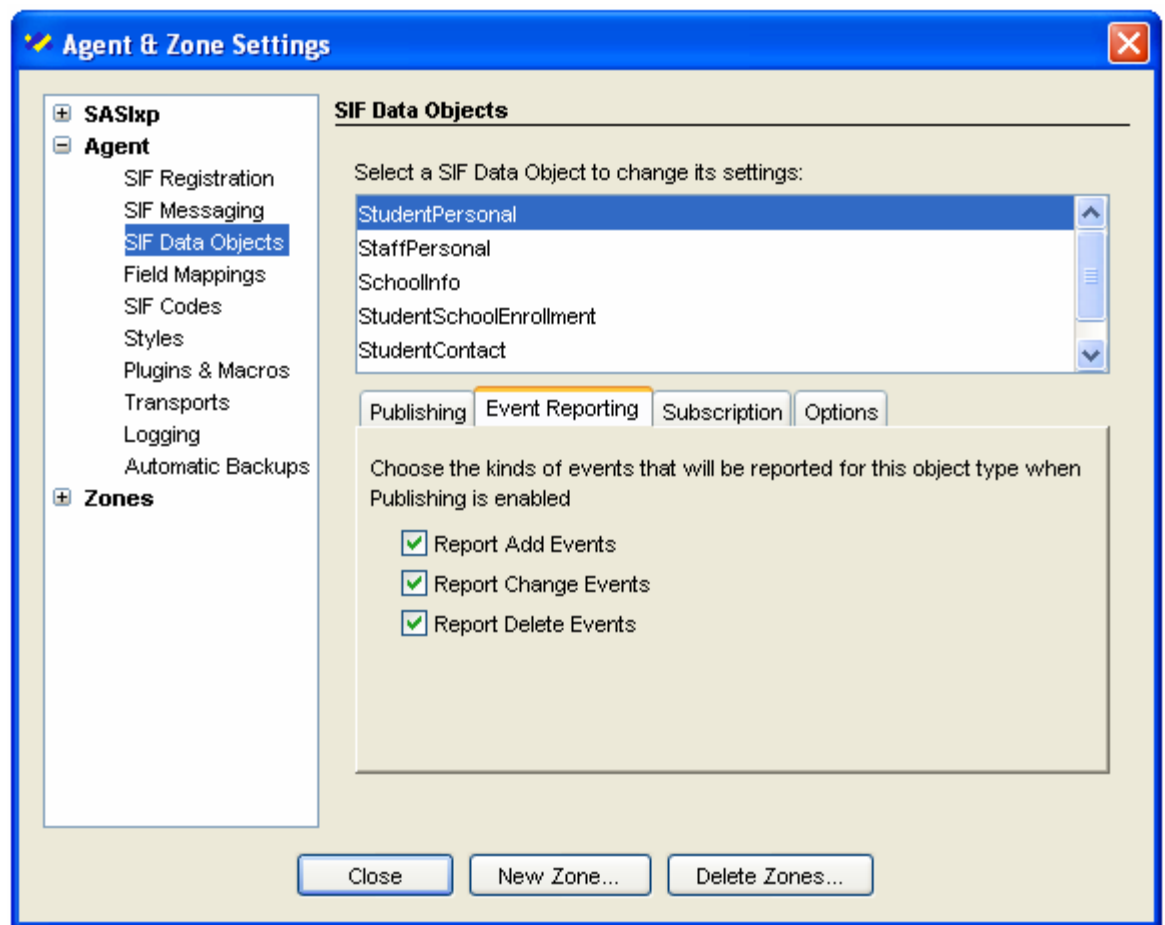 Agent & Zone Settings
SASIxp
Agent
SIF Registration
SIF Messaging
SIF Data Objects
Field Mappings
SIF Codes
Styles
Plugins & Macros
Transports
Logging
Automatic Backups
Zones
SIF Data Objects
Select a SIF Data Object to change its settings:
StudentPersonal
StaffPersonal
SchoolInfo
StudentSchoolEnrollment
StudentContact
Publishing
Event Reporting
Subscription
Options
Choose the kinds of events that will be reported for this object type when
Publishing is enabled
Report Add Events
Report Change Events
Report Delete Events
Close
New Zone...
Delete Zones...